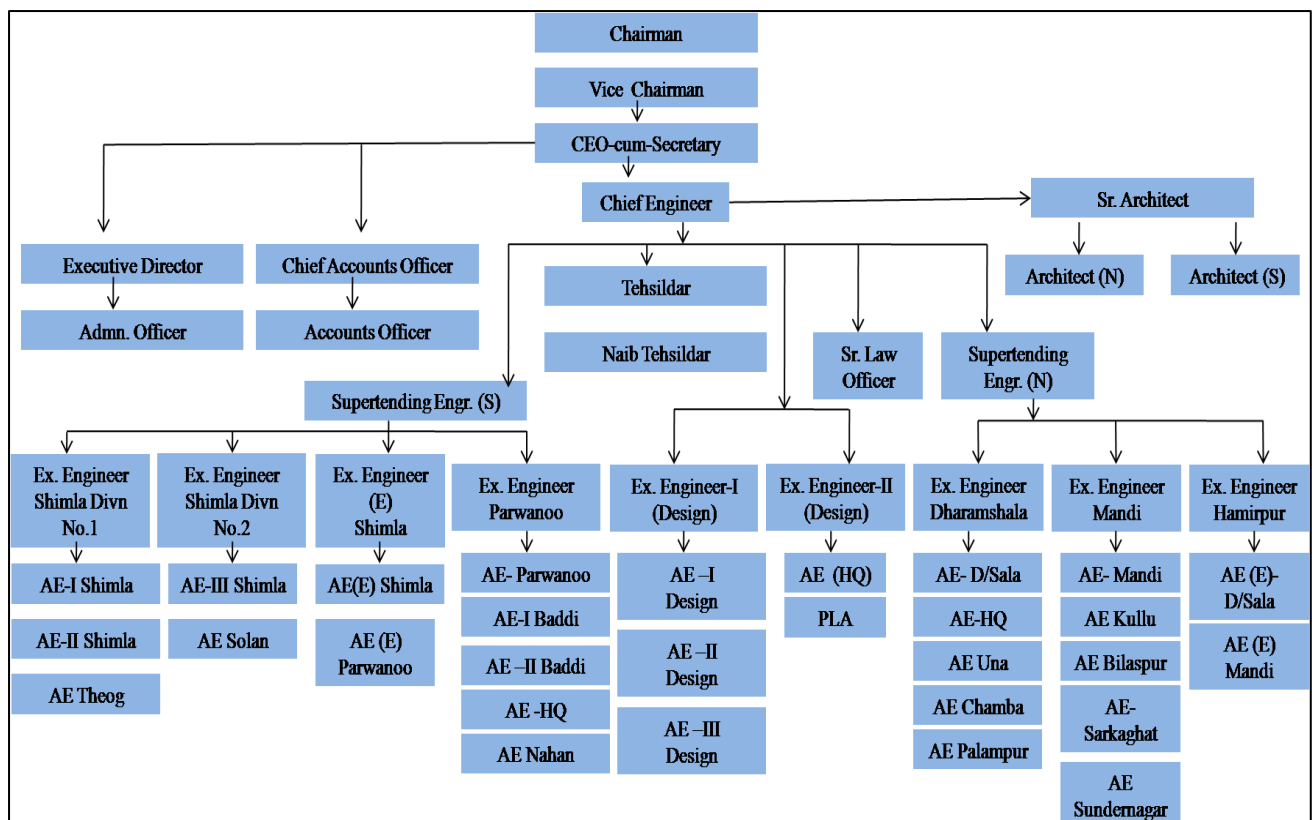 Chairman
Vice Chairman
CEO-cum-Secretary
Chief Engineer
Sr. Architect
Executive Director
Chief Accounts Officer
Tehsildar
Architect (N)
Architect (S)
Admn. Officer
Accounts Officer
Naib Tehsildar
Sr. Law
Officer
Supertending
Engr. (N)
Supertending Engr. (S)
Ex. Engineer
Shimla Divn
No.1
Ex. Engineer
Shimla Divn
No.2
Ex. Engineer
(E)
Shimla
Ex. Engineer
Parwanoo
Ex. Engineer-I
(Design)
Ex. Engineer-II
(Design)
Ex. Engineer
Dharamshala
Ex. Engineer
Mandi
Ex. Engineer
Hamirpur
AE-I Shimla
AE-II Shimla
AE Theog
AE-III Shimla
AE Solan
AE(E) Shimla
AE (E)
Parwanoo
AE- Parwanoo
AE-I Baddi
AE –II Baddi
AE -HQ
AE Nahan
AE –I
Design
AE –II
Design
AE –III
Design
AE (HQ)
PLA
AE- D/Sala
AE-HQ
AE Una
AE Chamba
AE Palampur
AE- Mandi
AE Kullu
AE Bilaspur
AE-
Sarkaghat
AE
Sundernagar
AE (E)-
D/Sala
AE (E)
Mandi